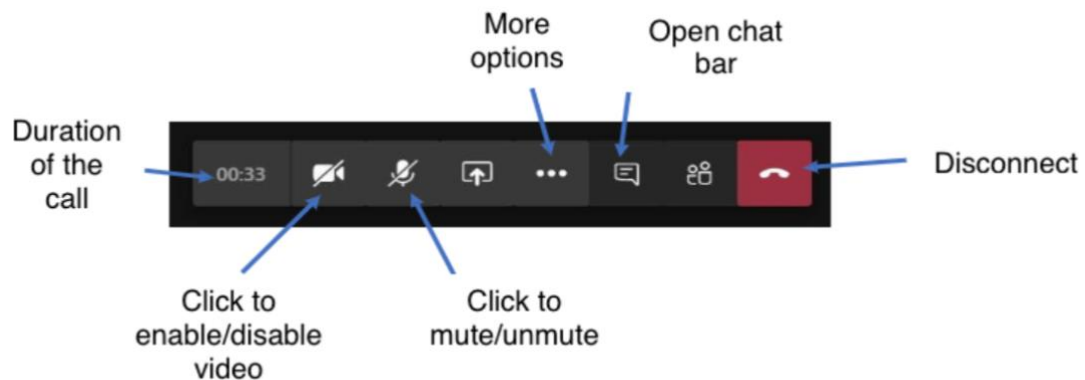 More
options
Open chat
bar
Duration
of the
call
00:33
Disconnect
Click to
enable/disable
video
Click to
mute/unmute